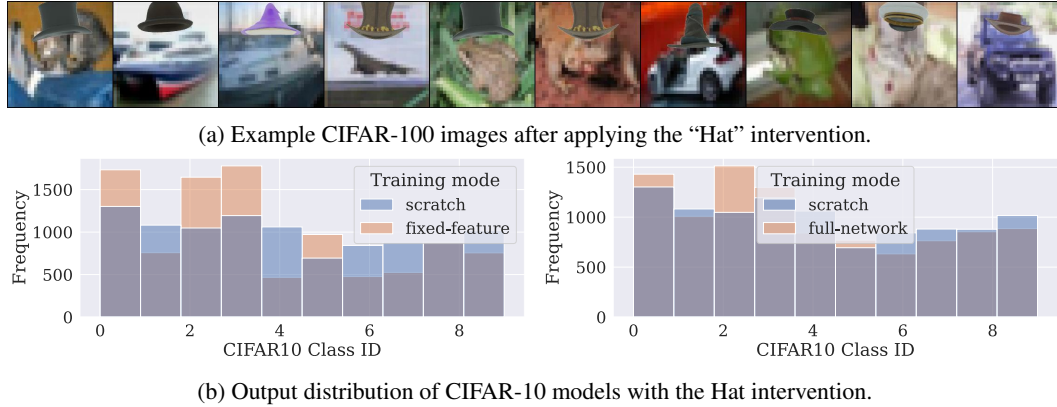 (a) Example CIFAR-100 images after applying the “Hat” intervention.
Frequency
1500
1000
500
0
Training mode
scratch
fixed-feature
0 2 4 6 8
CIFAR10 Class ID
Frequency
1500
1000
500
0
Training mode
scratch
full-network
0 2 4 6 8
CIFAR10 Class ID
(b) Output distribution of CIFAR-10 models with the Hat intervention.